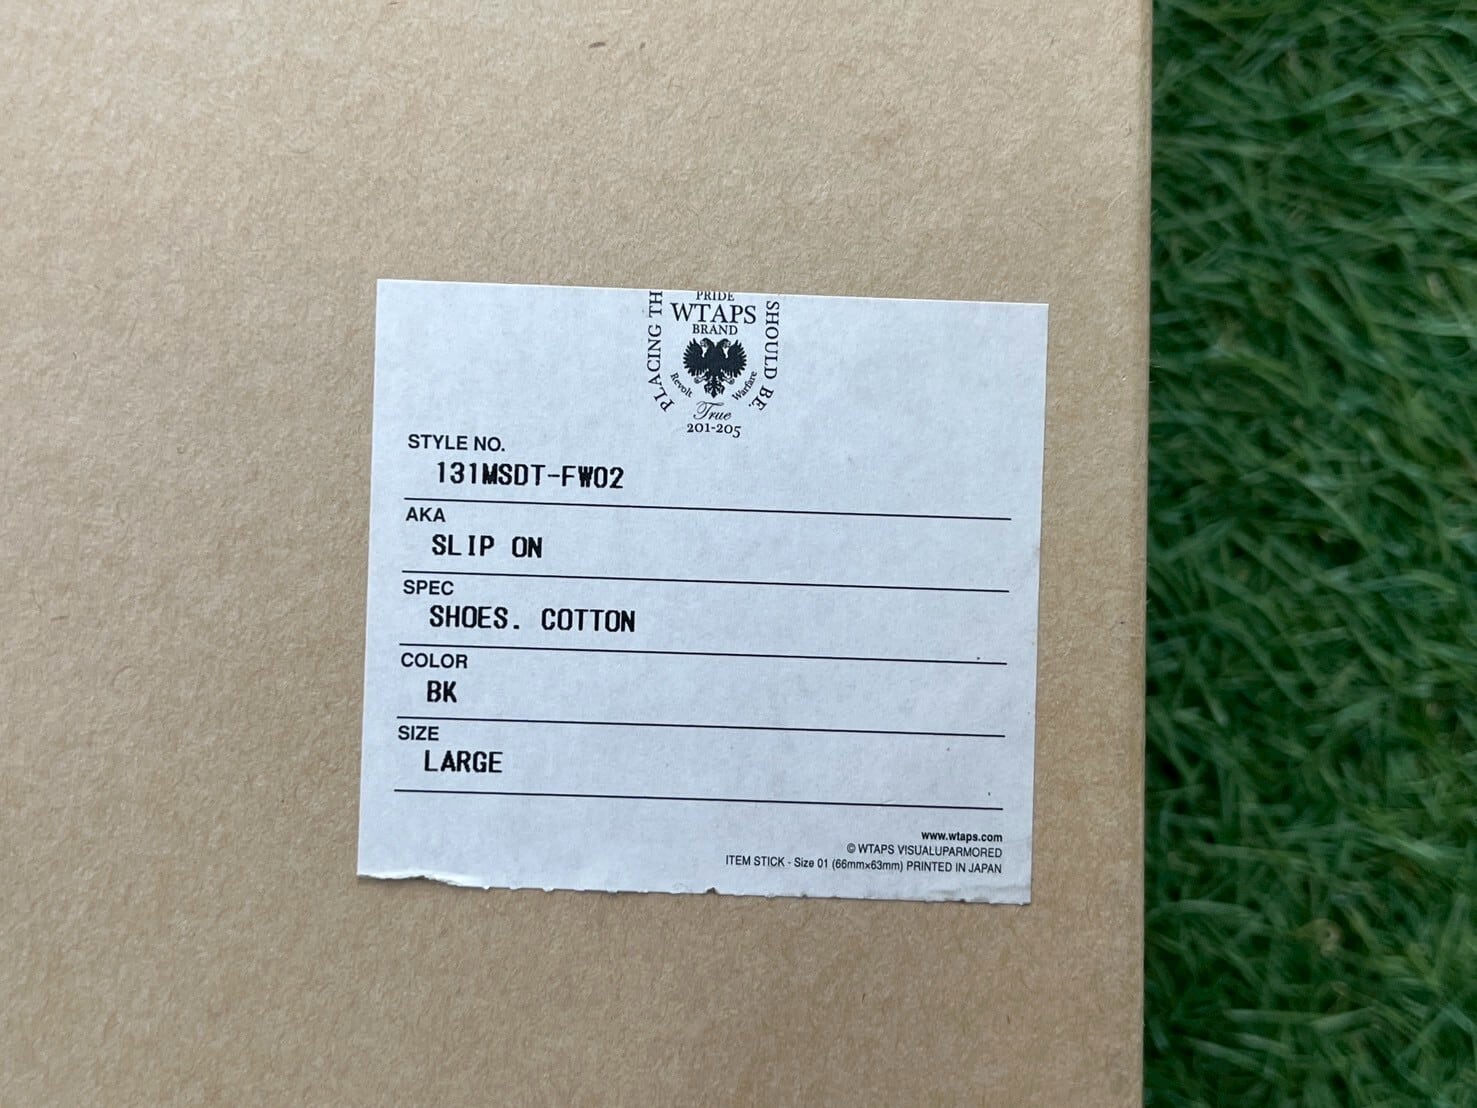 PLACING TH
PRIDE
WTAPS
BRAND
SHOULD BE.
Revolt
Warfare
True
201-205
STYLE NO.
131MSDT-FW02
AKA
SLIP ON
SPEC
SHOES. COTTON
COLOR
BK
SIZE
LARGE
www.wtaps.com
© WTAPS VISUALUPARMORED
ITEM STICK - Size 01 (66mm×63mm) PRINTED IN JAPAN